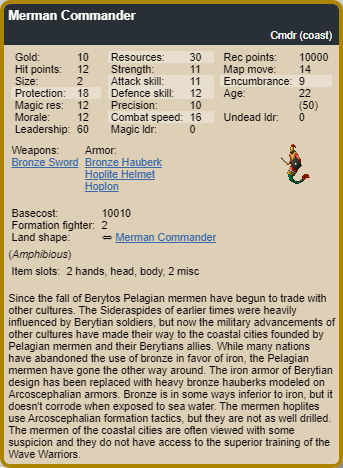 Merman Commander
Cmdr (coast)
Gold: 10 Resources: 30 Rec points: 10000
Hit points: 12 Strength: 11 Map move: 14
Size: 2 Attack skill: 11 Encumbrance: 9
Protection: 18 Defence skill: 12 Age: 22
Magic res: 12 Precision: 10 (50)
Morale: 12 Combat speed: 16 Undead ldr: 0
Leadership: 60 Magic ldr: 0
Weapons: Armor:
Bronze Sword Bronze Hauberk
Hoplite Helmet
Hoplon
Basecost: 10010
Formation fighter: 2
Land shape: ⇔ Merman Commander
(Amphibious)
Item slots: 2 hands, head, body, 2 misc
Since the fall of Berytos Pelagian mermen have begun to trade with
other cultures. The Sideraspides of earlier times were heavily
influenced by Berytian soldiers, but now the military advancements of
other cultures have made their way to the coastal cities founded by
Pelagian mermen and their Berytians allies. While many nations
have abandoned the use of bronze in favor of iron, the Pelagian
mermen have gone the other way around. The iron armor of Berytian
design has been replaced with heavy bronze hauberks modeled on
Arcoscephalian armors. Bronze is in some ways inferior to iron, but it
doesn't corrode when exposed to sea water. The mermen hoplites
use Arcoscephalian formation tactics, but they are not as well drilled.
The mermen of the coastal cities are often viewed with some
suspicion and they do not have access to the superior training of the
Wave Warriors.